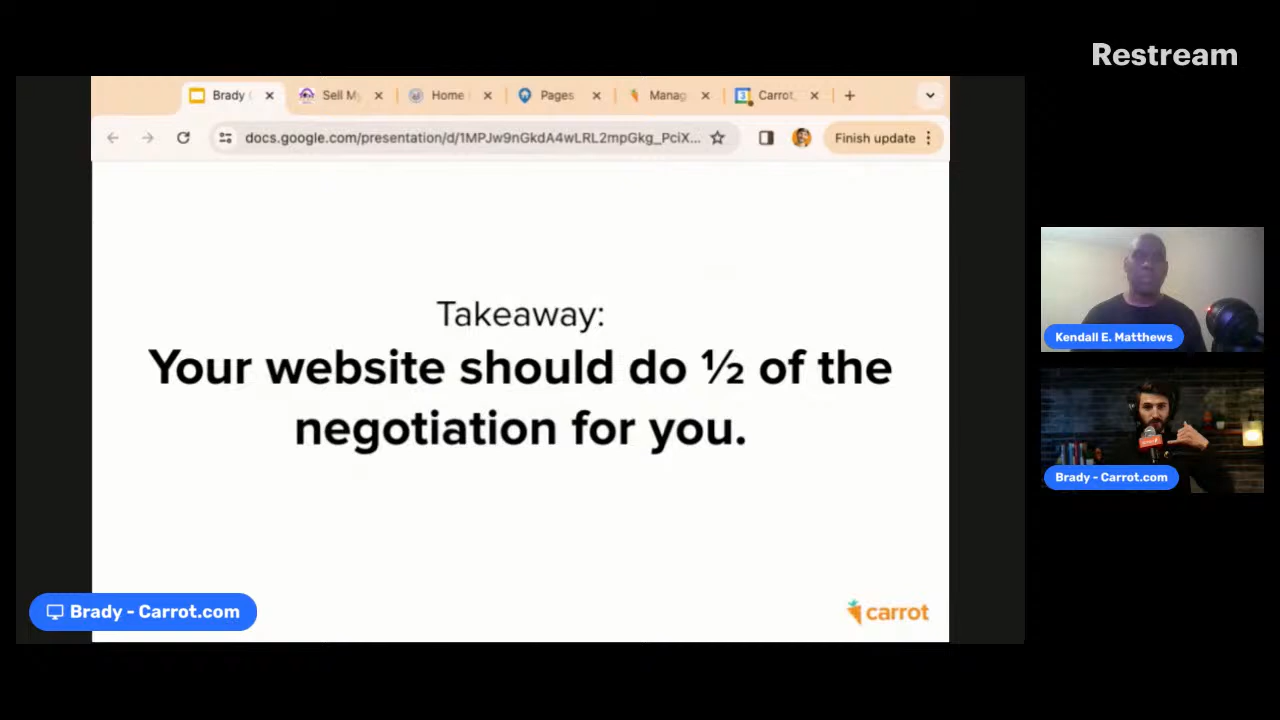 Restream
Brady
Sell My
Home
Pages
Manag
Carrot,
docs.google.com/presentation/d/1MPJw9nGkdA4wLRL2mpGkg_PciX...
Finish update
Takeaway:
Your website should do ½ of the
negotiation for you.
Kendall E. Matthews
Brady - Carrot.com
Brady - Carrot.com
carrot